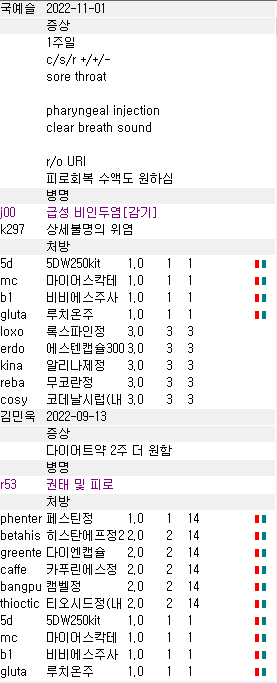 국예슬 2022-11-01
증상
1주일
c/s/r +/+/-
sore throat
pharyngeal injection
clear breath sound
r/o URI
피로회복 수액도 원하심
병명
j00 급성 비인두염[감기]
k297 상세불명의 위염
처방
5d 5DW250kit 1,0 1 1
mc 마이어스칵테 1,0 1 1
b1 비비에스주사 1,0 1 1
gluta 루치온주 1,0 1 1
loxo 록스파인정 3,0 3 3
erdo 에스텐캡슐300 3,0 3 3
kina 알리나제정 3,0 3 3
reba 무코란정 3,0 3 3
cosy 코데날시럽(내 3,0 3 3
김민욱 2022-09-13
증상
다이어트약 2주 더 원함
병명
r53 권태 및 피로
처방
phenter 페스틴정 1,0 1 14
betahis 히스탄에프정2 2,0 2 14
greente 다이엔캡슐 2,0 2 14
caffe 카푸린에스정 2,0 2 14
bangpu 캠벨정 2,0 2 14
thioctic 티오시드정(내 2,0 2 14
5d 5DW250kit 1,0 1 1
mc 마이어스칵테 1,0 1 1
b1 비비에스주사 1,0 1 1
gluta 루치온주 1,0 1 1